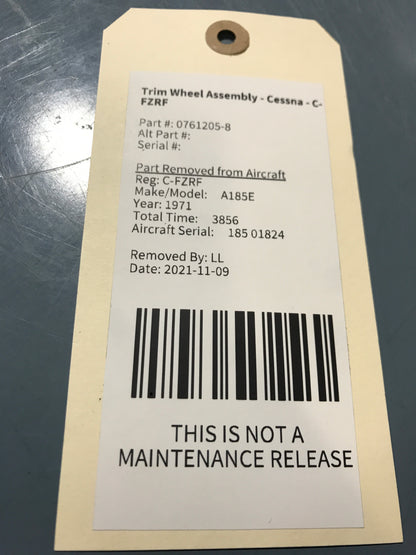 Trim Wheel Assembly - Cessna - C-
FZRF
Part #: 0761205-8
Alt Part #:
Serial #:
Part Removed from Aircraft
Reg: C-FZRF
Make/Model: A185E
Year: 1971
Total Time: 3856
Aircraft Serial: 185 01824
Removed By: LL
Date: 2021-11-09
THIS IS NOT A
MAINTENANCE RELEASE